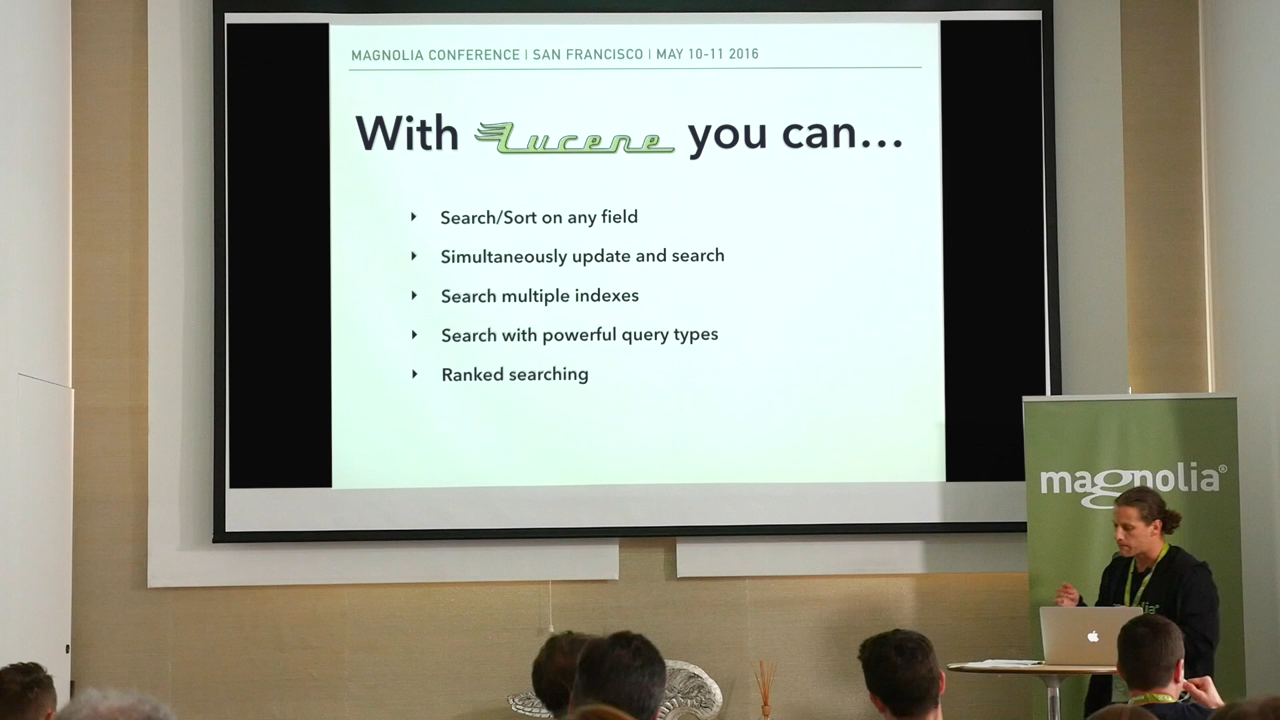 MAGNOLIA CONFERENCE | SAN FRANCISCO | MAY 10-11 2016
With Lucene you can...
Search/Sort on any field
Simultaneously update and search
Search multiple indexes
Search with powerful query types
Ranked searching
magnolia®